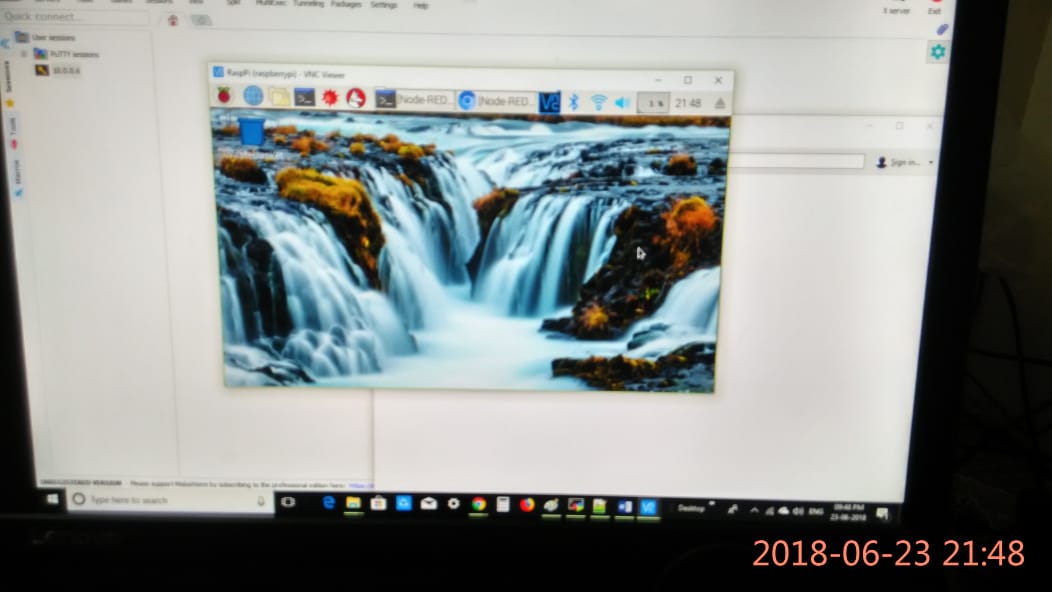 Split MultiExec Tunneling Packages Settings Help
X server Exit
Quick connect...
User sessions
PuTTY sessions
10.0.0.6
Sessions
Tools
Macros
RaspPi (raspberrypi) - VNC Viewer
[Node-RED... [Node-RED... 1 % 21:48
Sign in...
UNREGISTERED VERSION - Please support MobaXterm by subscribing to the professional edition here:
Type here to search
Desktop
ENG
09:48 PM
23-06-2018
Lenovo
2018-06-23 21:48